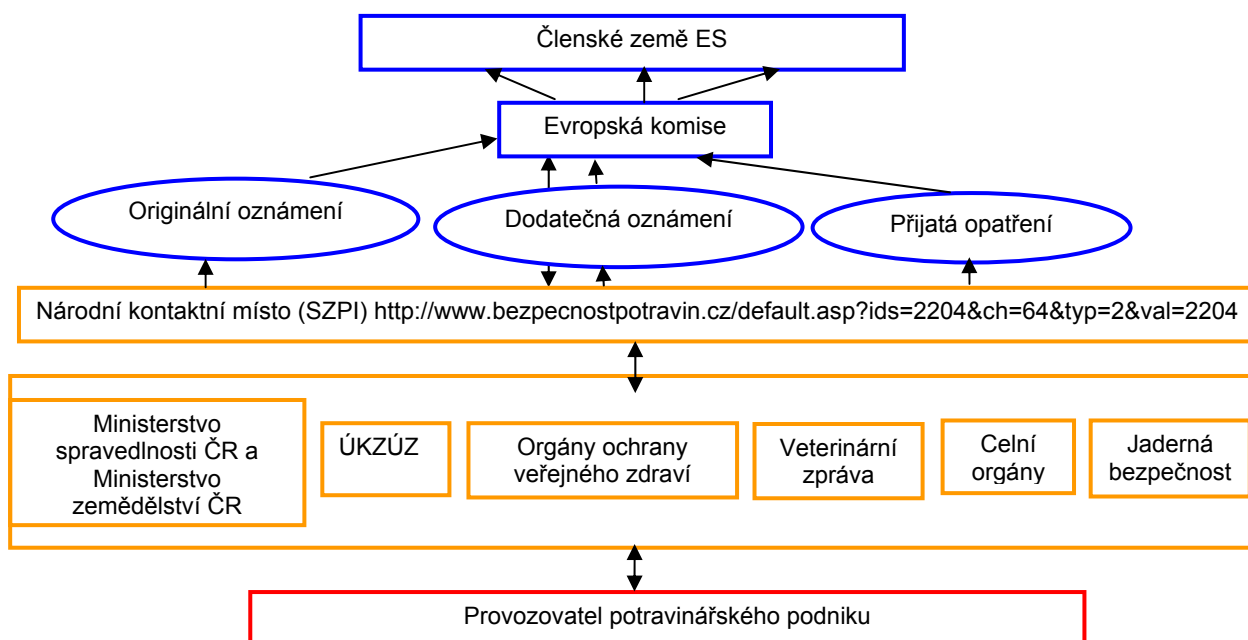 Členské země ES
Evropská komise
Originální oznámení
Dodatečná oznámení
Přijatá opatření
Národní kontaktní místo (SZPI) http://www.bezpecnostpotravin.cz/default.asp?ids=2204&ch=64&typ=2&val=2204
Ministerstvo
spravedlnosti ČR a
Ministerstvo
zemědělství ČR
ÚKZÚZ
Orgány ochrany
veřejného zdraví
Veterinární
zpráva
Celní
orgány
Jaderná
bezpečnost
Provozovatel potravinářského podniku